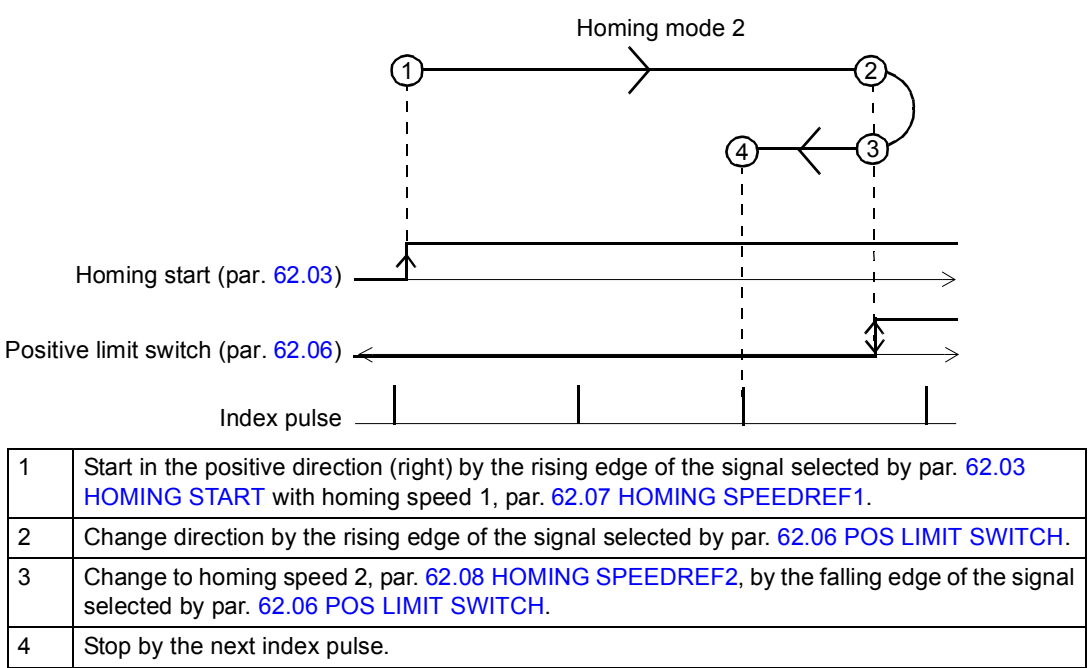 Homing mode 2
1
2
4
3
Homing start (par. 62.03)
Positive limit switch (par. 62.06)
Index pulse
1 Start in the positive direction (right) by the rising edge of the signal selected by par. 62.03
HOMING START with homing speed 1, par. 62.07 HOMING SPEEDREF1.
2 Change direction by the rising edge of the signal selected by par. 62.06 POS LIMIT SWITCH.
3 Change to homing speed 2, par. 62.08 HOMING SPEEDREF2, by the falling edge of the signal
selected by par. 62.06 POS LIMIT SWITCH.
4 Stop by the next index pulse.